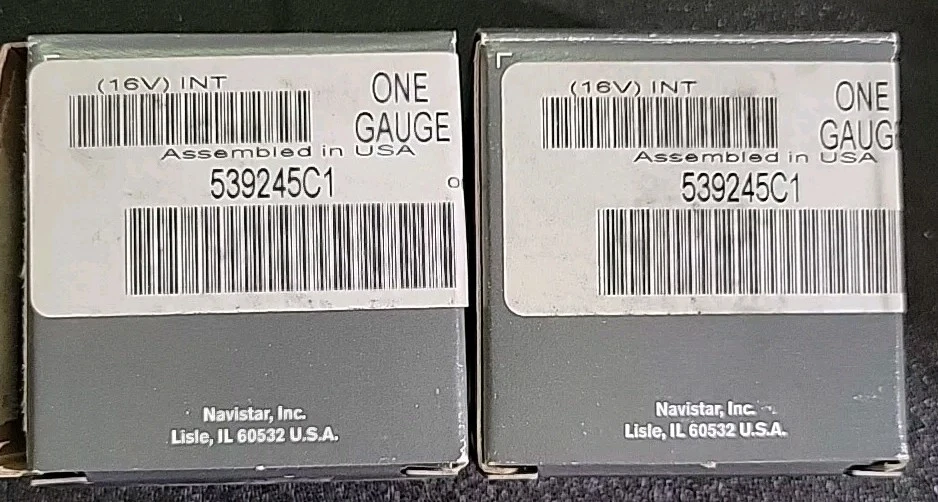 (16V) INT
ONE
GAUGE
Assembled in USA
539245C1
O
Navistar, Inc.
Lisle, IL 60532 U.S.A.
(16V) INT
ONE
GAUG
Assembled in USA
539245C1
Navistar, Inc.
Lisle, IL 60532 U.S.A.